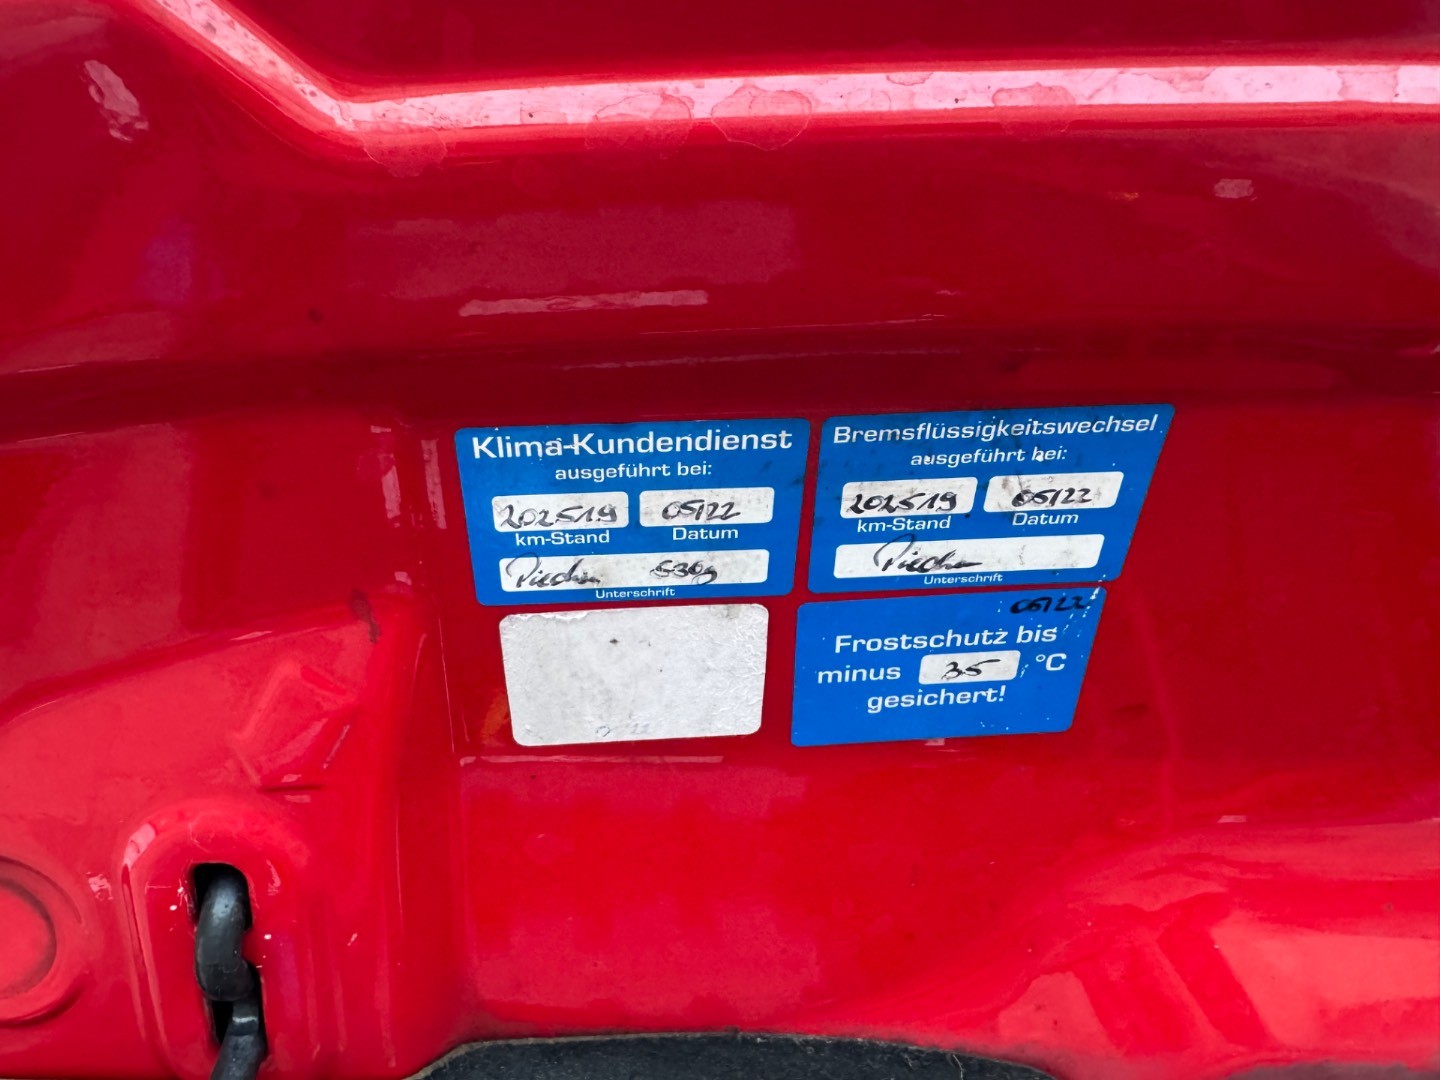 Klima-Kundendienst
ausgeführt bei:
202519 05/22
km-Stand Datum
530g
Unterschrift
Bremsflüssigkeitswechsel
ausgeführt bei:
202519 05/22
km-Stand Datum
Unterschrift
05/22
Frostschutz bis
minus 35 °C
gesichert!